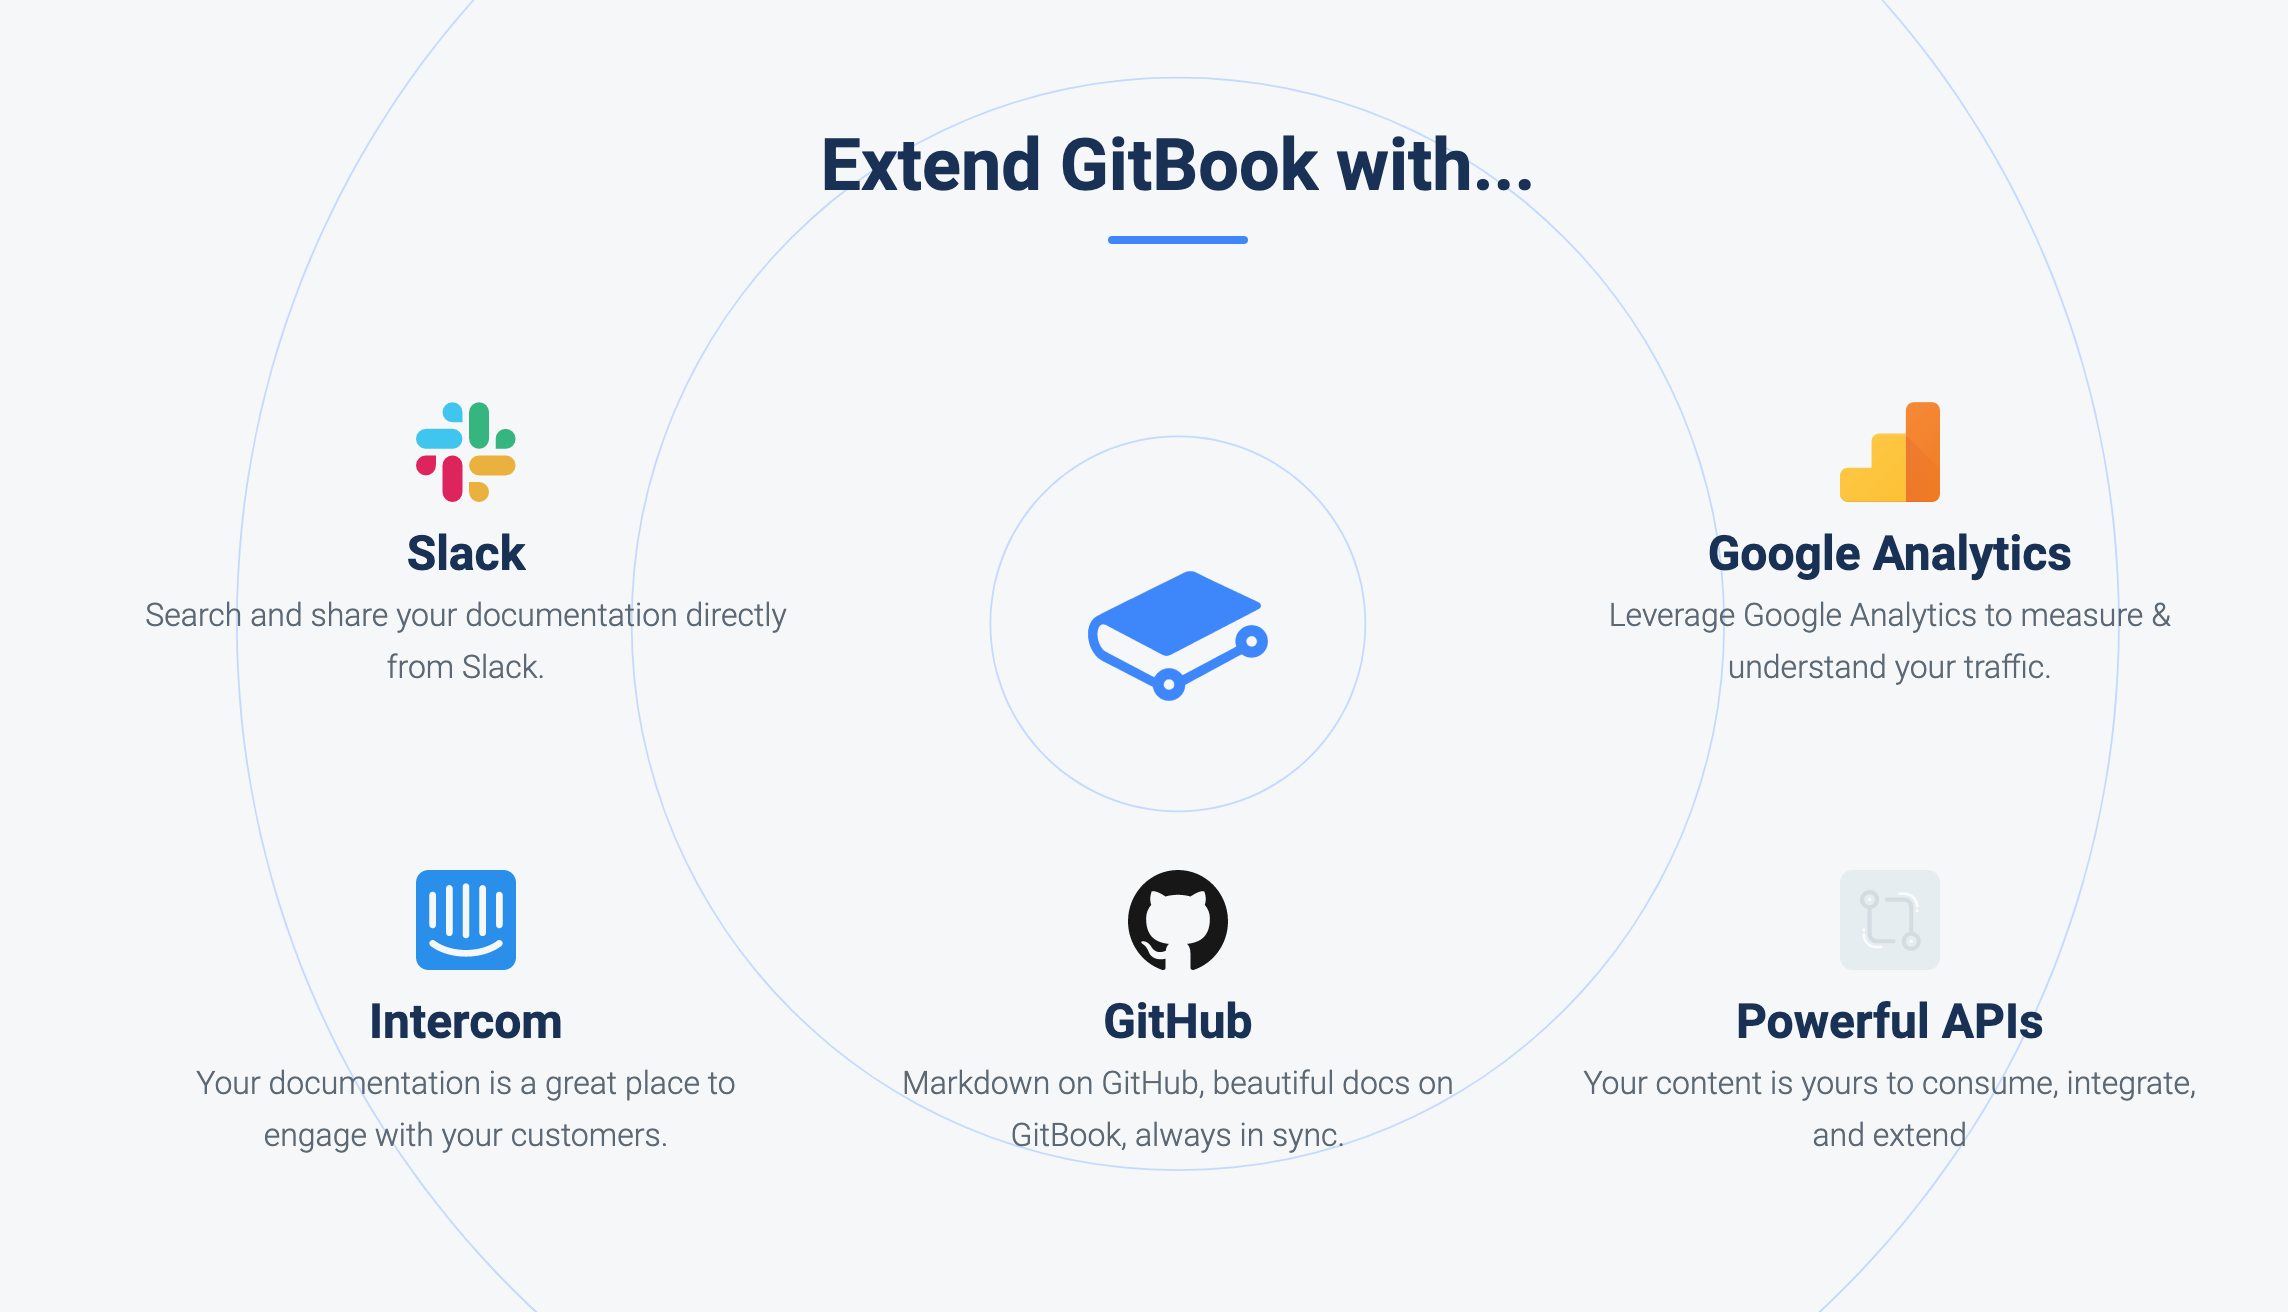 Extend GitBook with...
Slack
Search and share your documentation directly
from Slack.
Google Analytics
Leverage Google Analytics to measure &
understand your traffic.
Intercom
Your documentation is a great place to
engage with your customers.
GitHub
Markdown on GitHub, beautiful docs on
GitBook, always in sync.
Powerful APIs
Your content is yours to consume, integrate,
and extend